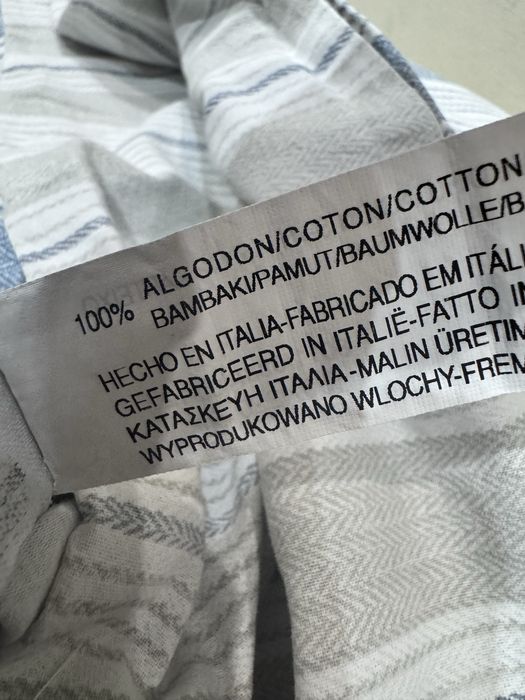 100% ALGODON/COTON/COTTON
BAMBAKI/PAMUT/BAUMWOLLE/B
HECHO EN ITALIA-FABRICADO EM ITÁLI
GEFABRICEERD IN ITALIË-FATTO IN
ΚΑΤΑΣΚΕΥΗ ΙΤΑΛΙΑ-MALIN ÜRETIN
WYPRODUKOWANO WLOCHY-FREM